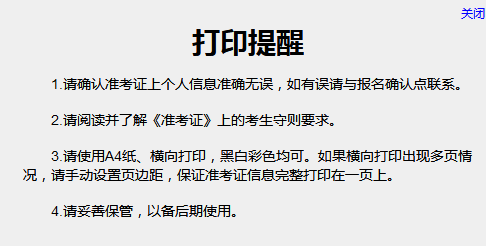 关闭
打印提醒
1.请确认准考证上个人信息准确无误，如有误请与报名确认点联系。
2.请阅读并了解《准考证》上的考生守则要求。
3.请使用A4纸、横向打印，黑白彩色均可。如果横向打印出现多页情
况，请手动设置页边距，保证准考证信息完整打印在一页上。
4.请妥善保管，以备后期使用。